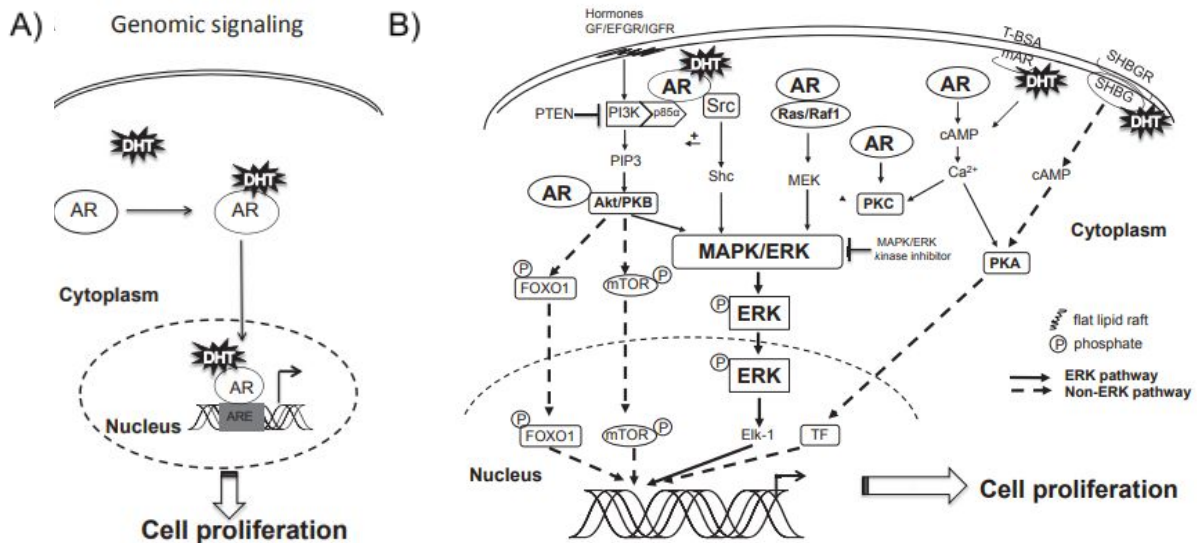 A)
Genomic signaling
DHT
DHT
AR
AR
Cytoplasm
DHT
AR
ARE
Nucleus
Cell proliferation
B)
Hormones
GF/EFGR/IGFR
DHT
AR
PTEN
PI3K
p85α
Src
+
PIP3
Shc
AR
Akt/PKB
AR
Ras/Raf1
MEK
AR
PKC
AR
cAMP
Ca2+
T-BSA
mAR
DHT
SHBGR
SHBG
DHT
cAMP
Cytoplasm
MAPK/ERK
MAPK/ERK
kinase inhibitor
PKA
P
FOXO1
mTOR
P
P
ERK
P
ERK
flat lipid raft
P phosphate
ERK pathway
Non-ERK pathway
P
FOXO1
mTOR
P
Elk-1
TF
Nucleus
Cell proliferation